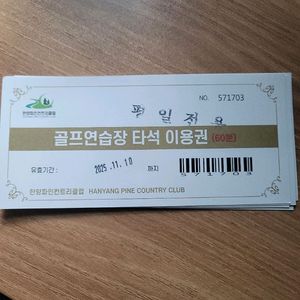 한양파인컨트리클럽
NO. 571703
평일전용
골프연습장 타석 이용권 (60분)
유효기간 : 2025.11.10 까지
571703
한양파인컨트리클럽 HANYANG PINE COUNTRY CLUB